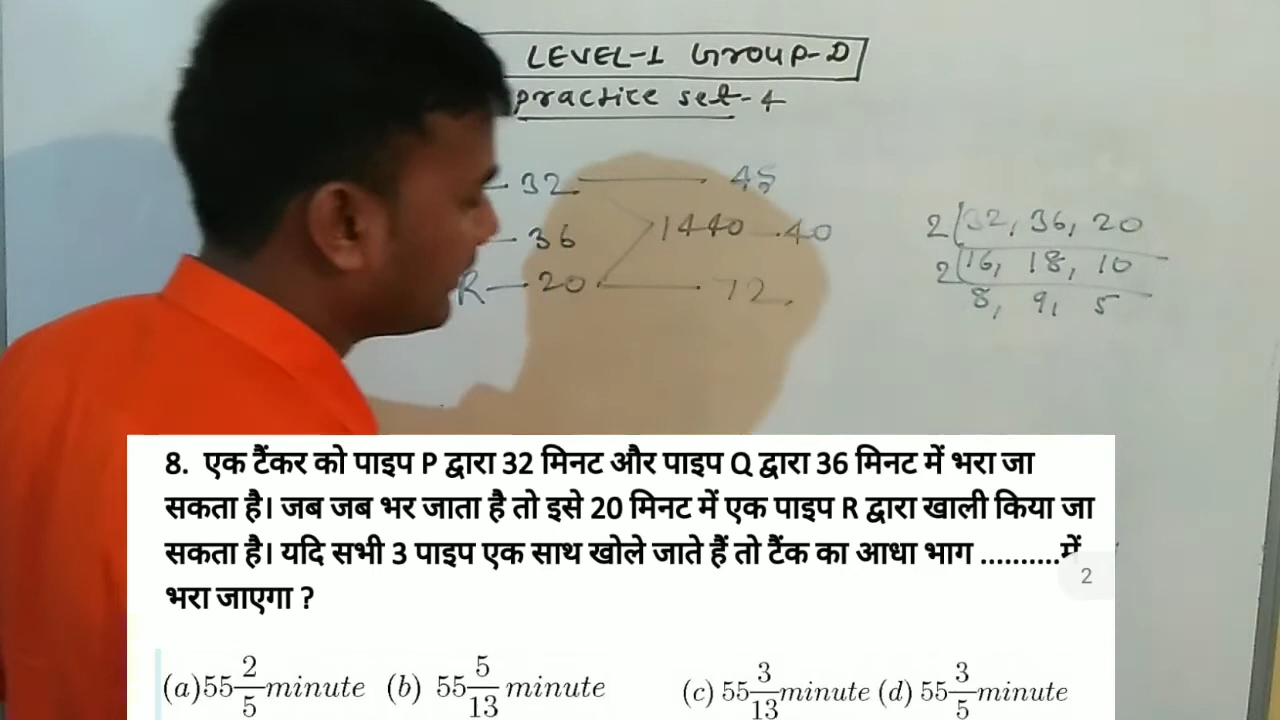 LEVEL-1 Group-D
practice set-4
32 45
36 1440 40
R 20 72
2 32, 36, 20
2 16, 18, 10
8, 9, 5
8. एक टैंकर को पाइप P द्वारा 32 मिनट और पाइप Q द्वारा 36 मिनट में भरा जा
सकता है। जब जब भर जाता है तो इसे 20 मिनट में एक पाइप R द्वारा खाली किया जा
सकता है। यदि सभी 3 पाइप एक साथ खोले जाते हैं तो टैंक का आधा भाग ..........में
2
भरा जाएगा ?
(a)55 2/5 minute (b) 55 5/13 minute (c) 55 3/13 minute (d) 55 3/5 minute